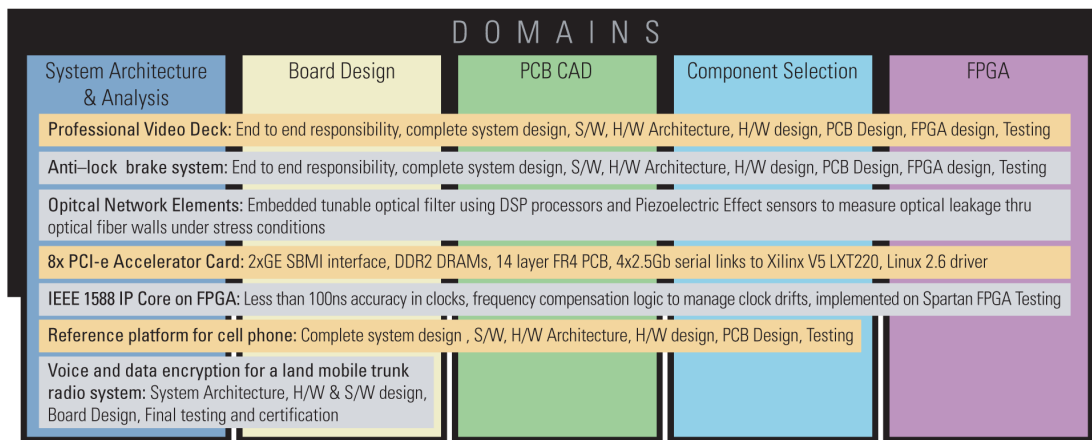 DOMAINS
System Architecture
& Analysis
Board Design
PCB CAD
Component Selection
FPGA
Professional Video Deck: End to end responsibility, complete system design, S/W, H/W Architecture, H/W design, PCB Design, FPGA design, Testing
Anti–lock brake system: End to end responsibility, complete system design, S/W, H/W Architecture, H/W design, PCB Design, FPGA design, Testing
Opitcal Network Elements: Embedded tunable optical filter using DSP processors and Piezoelectric Effect sensors to measure optical leakage thru
optical fiber walls under stress conditions
8x PCI-e Accelerator Card: 2xGE SBMI interface, DDR2 DRAMs, 14 layer FR4 PCB, 4x2.5Gb serial links to Xilinx V5 LXT220, Linux 2.6 driver
IEEE 1588 IP Core on FPGA: Less than 100ns accuracy in clocks, frequency compensation logic to manage clock drifts, implemented on Spartan FPGA Testing
Reference platform for cell phone: Complete system design , S/W, H/W Architecture, H/W design, PCB Design, Testing
Voice and data encryption for a land mobile trunk
radio system: System Architecture, H/W & S/W design,
Board Design, Final testing and certification